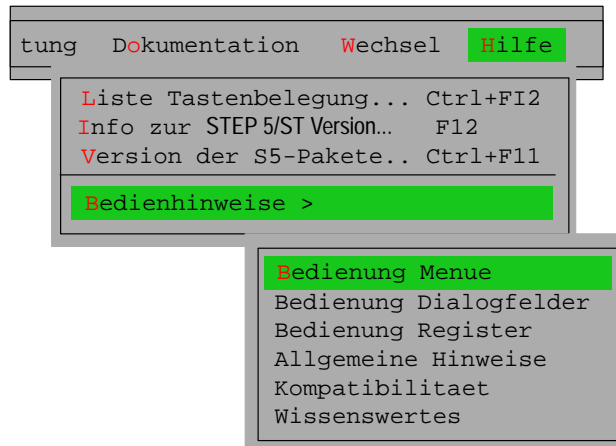 tung Dokumentation Wechsel Hilfe
Liste Tastenbelegung... Ctrl+FI2
Info zur STEP 5/ST Version... F12
Version der S5-Pakete.. Ctrl+F11
Bedienhinweise >
Bedienung Menue
Bedienung Dialogfelder
Bedienung Register
Allgemeine Hinweise
Kompatibilitaet
Wissenswertes